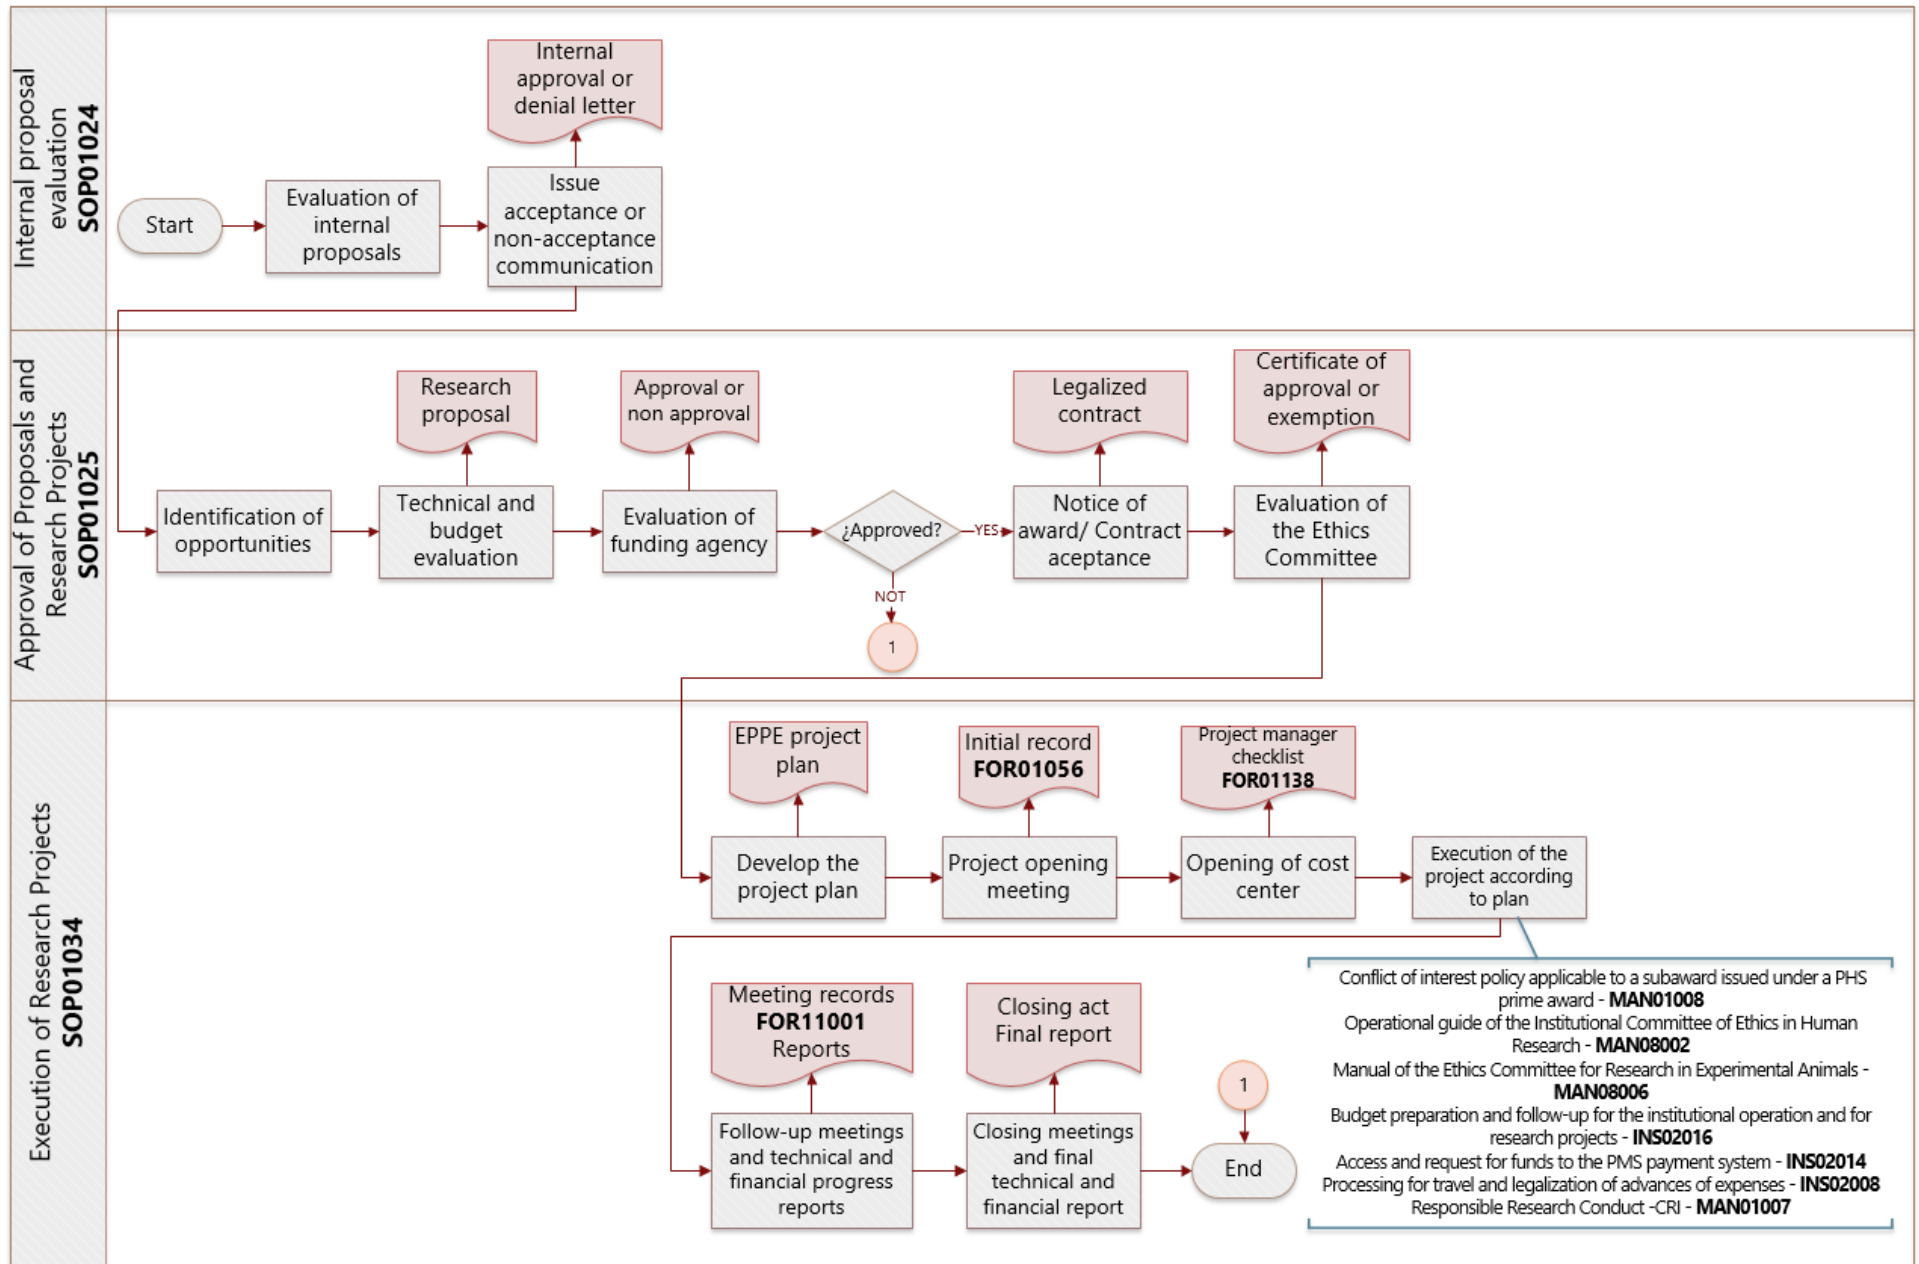 Internal proposal
evaluation
SOP01024
Internal
approval or
denial letter
Start
Evaluation of
internal
proposals
Issue
acceptance or
non-acceptance
communication
Approval of Proposals and
Research Projects
SOP01025
Research
proposal
Approval or
non approval
Legalized
contract
Certificate of
approval or
exemption
Identification of
opportunities
Technical and
budget
evaluation
Evaluation of
funding agency
¿Approved?
YES
Notice of
award/ Contract
aceptance
Evaluation of
the Ethics
Committee
NOT
1
Execution of Research Projects
SOP01034
EPPE project
plan
Initial record
FOR01056
Project manager
checklist
FOR01138
Develop the
project plan
Project opening
meeting
Opening of cost
center
Execution of the
project according
to plan
Meeting records
FOR11001
Reports
Closing act
Final report
1
Follow-up meetings
and technical and
financial progress
reports
Closing meetings
and final
technical and
financial report
End
Conflict of interest policy applicable to a subaward issued under a PHS
prime award - MAN01008
Operational guide of the Institutional Committee of Ethics in Human
Research - MAN08002
Manual of the Ethics Committee for Research in Experimental Animals -
MAN08006
Budget preparation and follow-up for the institutional operation and for
research projects - INS02016
Access and request for funds to the PMS payment system - INS02014
Processing for travel and legalization of advances of expenses - INS02008
Responsible Research Conduct -CRI - MAN01007